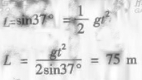 L=sin37° = 1/2 gt²
L = gt²/2sin37° = 75 m